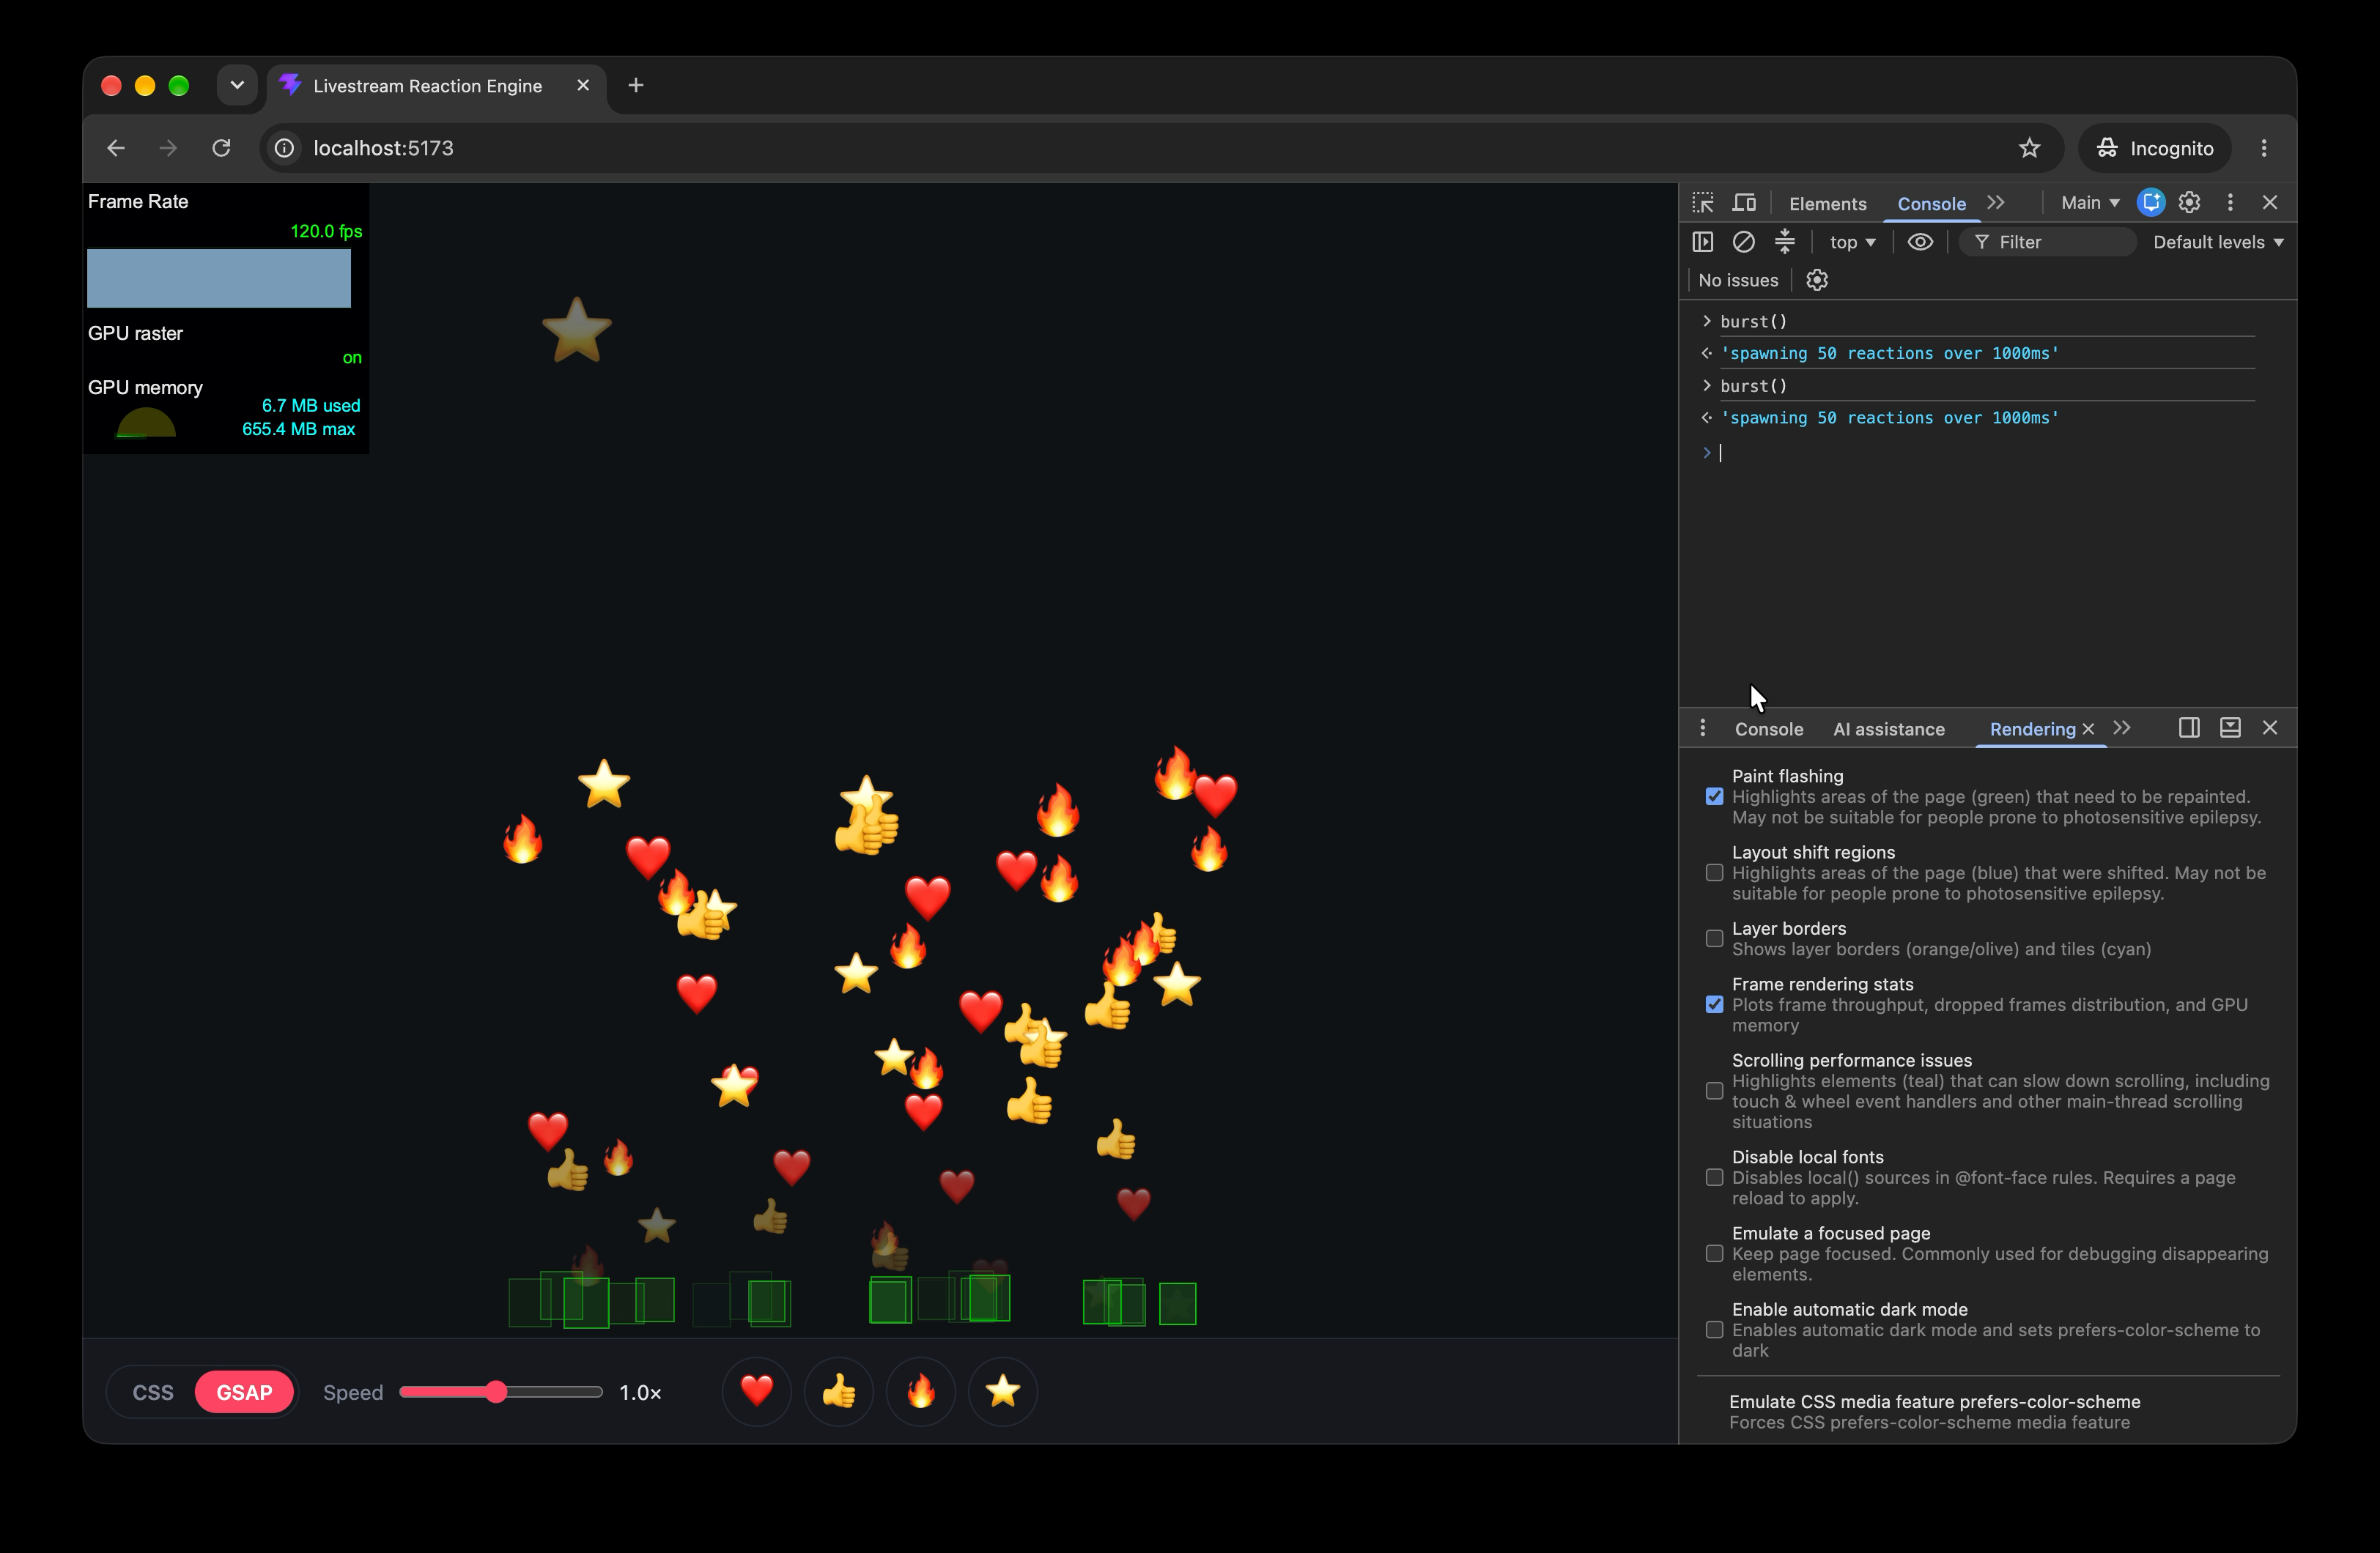 Livestream Reaction Engine
localhost:5173
Incognito
Frame Rate
120.0 fps
GPU raster
on
GPU memory
6.7 MB used
655.4 MB max
CSS
GSAP
Speed
1.0×
Elements
Console
Main
top
Filter
Default levels
No issues
burst()
'spawning 50 reactions over 1000ms'
burst()
'spawning 50 reactions over 1000ms'
Console
AI assistance
Rendering
Paint flashing
Highlights areas of the page (green) that need to be repainted.
May not be suitable for people prone to photosensitive epilepsy.
Layout shift regions
Highlights areas of the page (blue) that were shifted. May not be
suitable for people prone to photosensitive epilepsy.
Layer borders
Shows layer borders (orange/olive) and tiles (cyan)
Frame rendering stats
Plots frame throughput, dropped frames distribution, and GPU
memory
Scrolling performance issues
Highlights elements (teal) that can slow down scrolling, including
touch & wheel event handlers and other main-thread scrolling
situations
Disable local fonts
Disables local() sources in @font-face rules. Requires a page
reload to apply.
Emulate a focused page
Keep page focused. Commonly used for debugging disappearing
elements.
Enable automatic dark mode
Enables automatic dark mode and sets prefers-color-scheme to
dark
Emulate CSS media feature prefers-color-scheme
Forces CSS prefers-color-scheme media feature